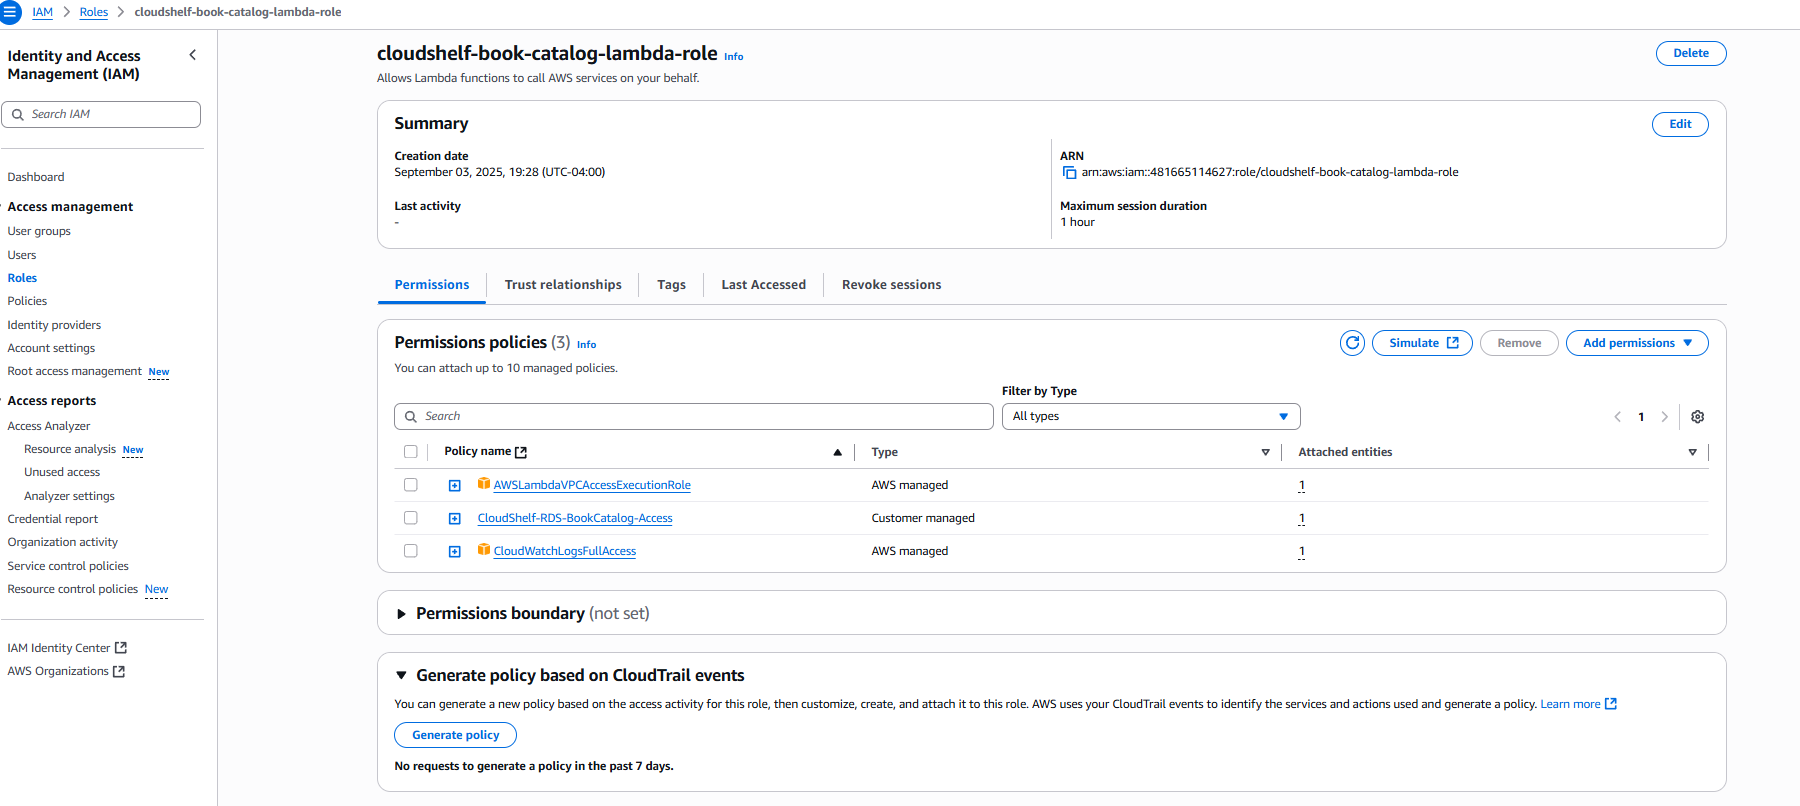 IAM > Roles > cloudshelf-book-catalog-lambda-role
Identity and Access
Management (IAM)
Search IAM
Dashboard
Access management
User groups
Users
Roles
Policies
Identity providers
Account settings
Root access management New
Access reports
Access Analyzer
Resource analysis New
Unused access
Analyzer settings
Credential report
Organization activity
Service control policies
Resource control policies New
IAM Identity Center
AWS Organizations
cloudshelf-book-catalog-lambda-role Info
Delete
Allows Lambda functions to call AWS services on your behalf.
Summary
Edit
Creation date
September 03, 2025, 19:28 (UTC-04:00)
Last activity
-
ARN
arn:aws:iam::481665114627:role/cloudshelf-book-catalog-lambda-role
Maximum session duration
1 hour
Permissions Trust relationships Tags Last Accessed Revoke sessions
Permissions policies (3) Info
Simulate Remove Add permissions
You can attach up to 10 managed policies.
Filter by Type
Search All types 1
Policy name Type Attached entities
AWSLambdaVPCAccessExecutionRole AWS managed 1
CloudShelf-RDS-BookCatalog-Access Customer managed 1
CloudWatchLogsFullAccess AWS managed 1
Permissions boundary (not set)
Generate policy based on CloudTrail events
You can generate a new policy based on the access activity for this role, then customize, create, and attach it to this role. AWS uses your CloudTrail events to identify the services and actions used and generate a policy. Learn more
Generate policy
No requests to generate a policy in the past 7 days.